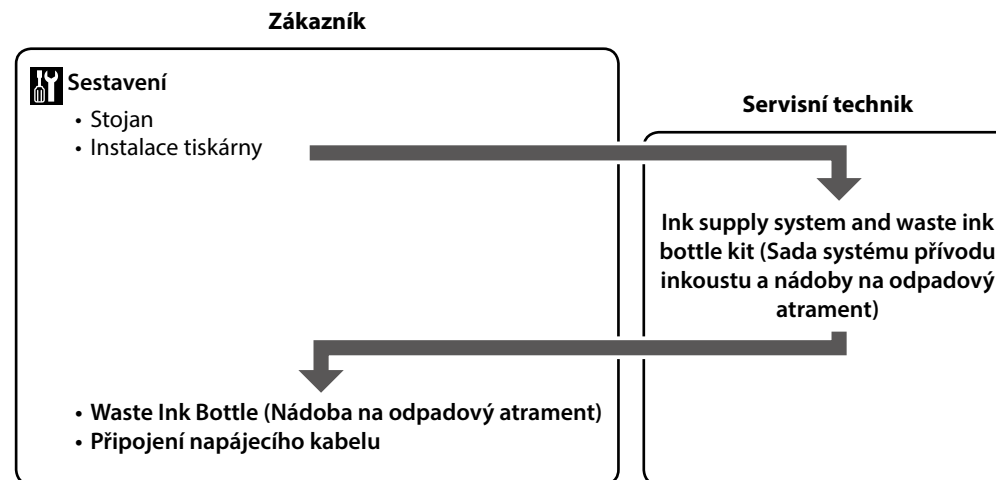 Zákazník
Sestavení
• Stojan
• Instalace tiskárny
Servisní technik
Ink supply system and waste ink
bottle kit (Sada systému přívodu
inkoustu a nádoby na odpadový
atrament)
• Waste Ink Bottle (Nádoba na odpadový atrament)
• Připojení napájecího kabelu